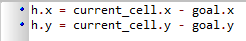 h.x = current_cell.x - goal.x
h.y = current_cell.y - goal.y